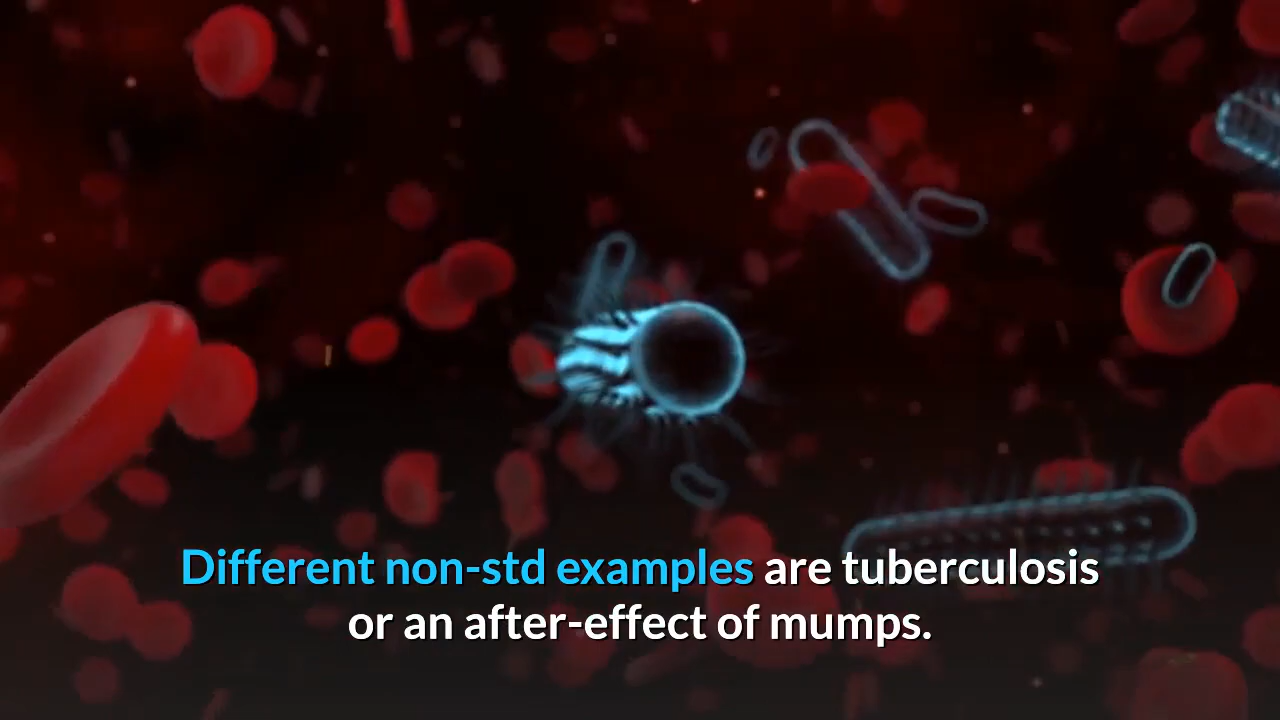 Different non-std examples are tuberculosis
or an after-effect of mumps.